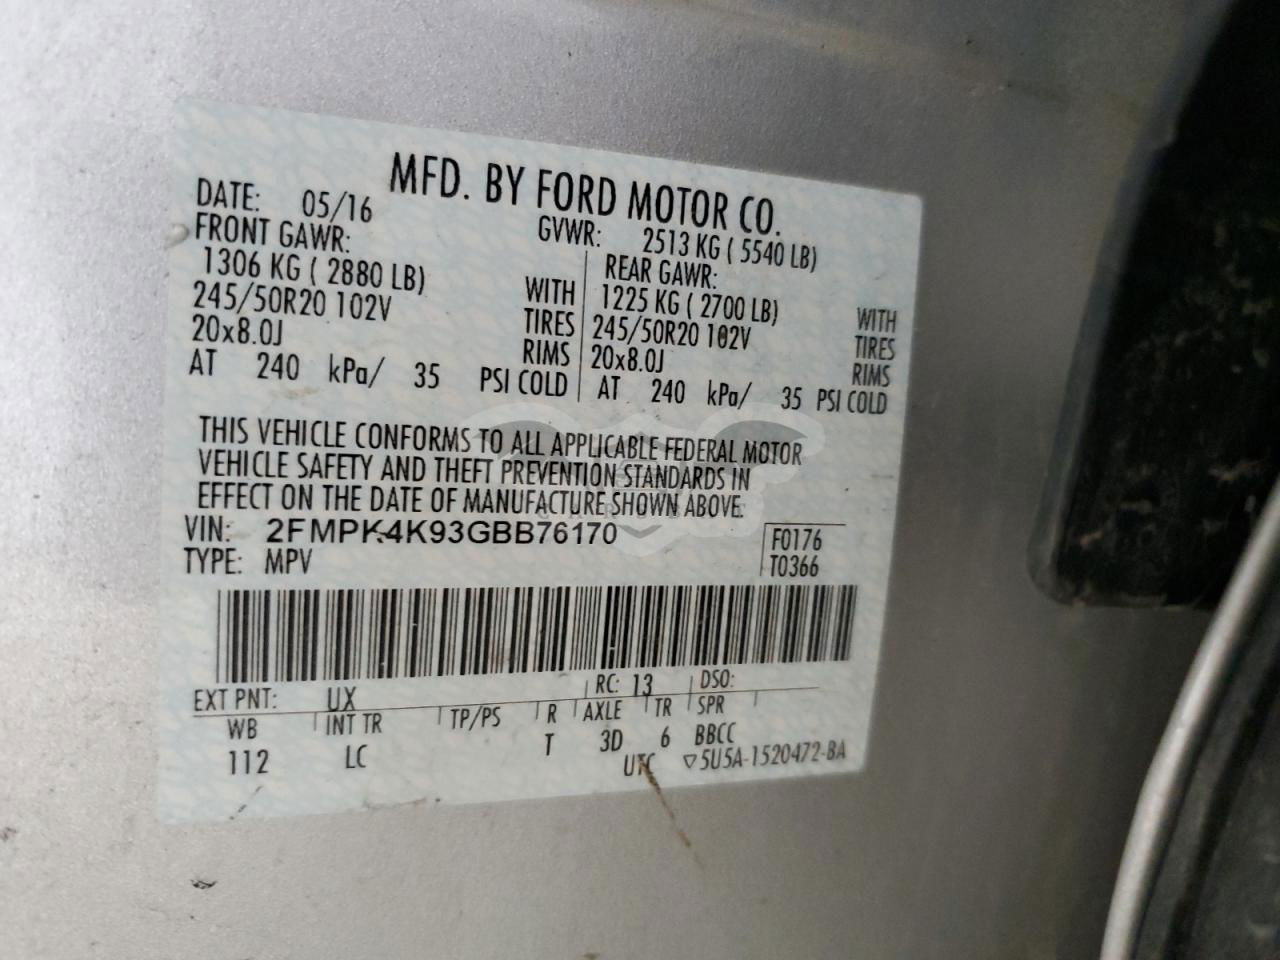 MFD. BY FORD MOTOR CO.
DATE: 05/16 GVWR: 2513 KG ( 5540 LB)
FRONT GAWR: REAR GAWR:
1306 KG ( 2880 LB) WITH 1225 KG ( 2700 LB) WITH
245/50R20 102V TIRES 245/50R20 102V TIRES
20x8.0J RIMS 20x8.0J RIMS
AT 240 kPa/ 35 PSI COLD AT 240 kPa/ 35 PSI COLD
THIS VEHICLE CONFORMS TO ALL APPLICABLE FEDERAL MOTOR
VEHICLE SAFETY AND THEFT PREVENTION STANDARDS IN
EFFECT ON THE DATE OF MANUFACTURE SHOWN ABOVE.
VIN: 2FMPK4K93GBB76170 F0176
TYPE: MPV T0366
EXT PNT: UX RC: 13 DSO:
WB INT TR TP/PS R AXLE TR SPR
112 LC T 3D 6 BBCC
UTC ▽5U5A-1520472-BA